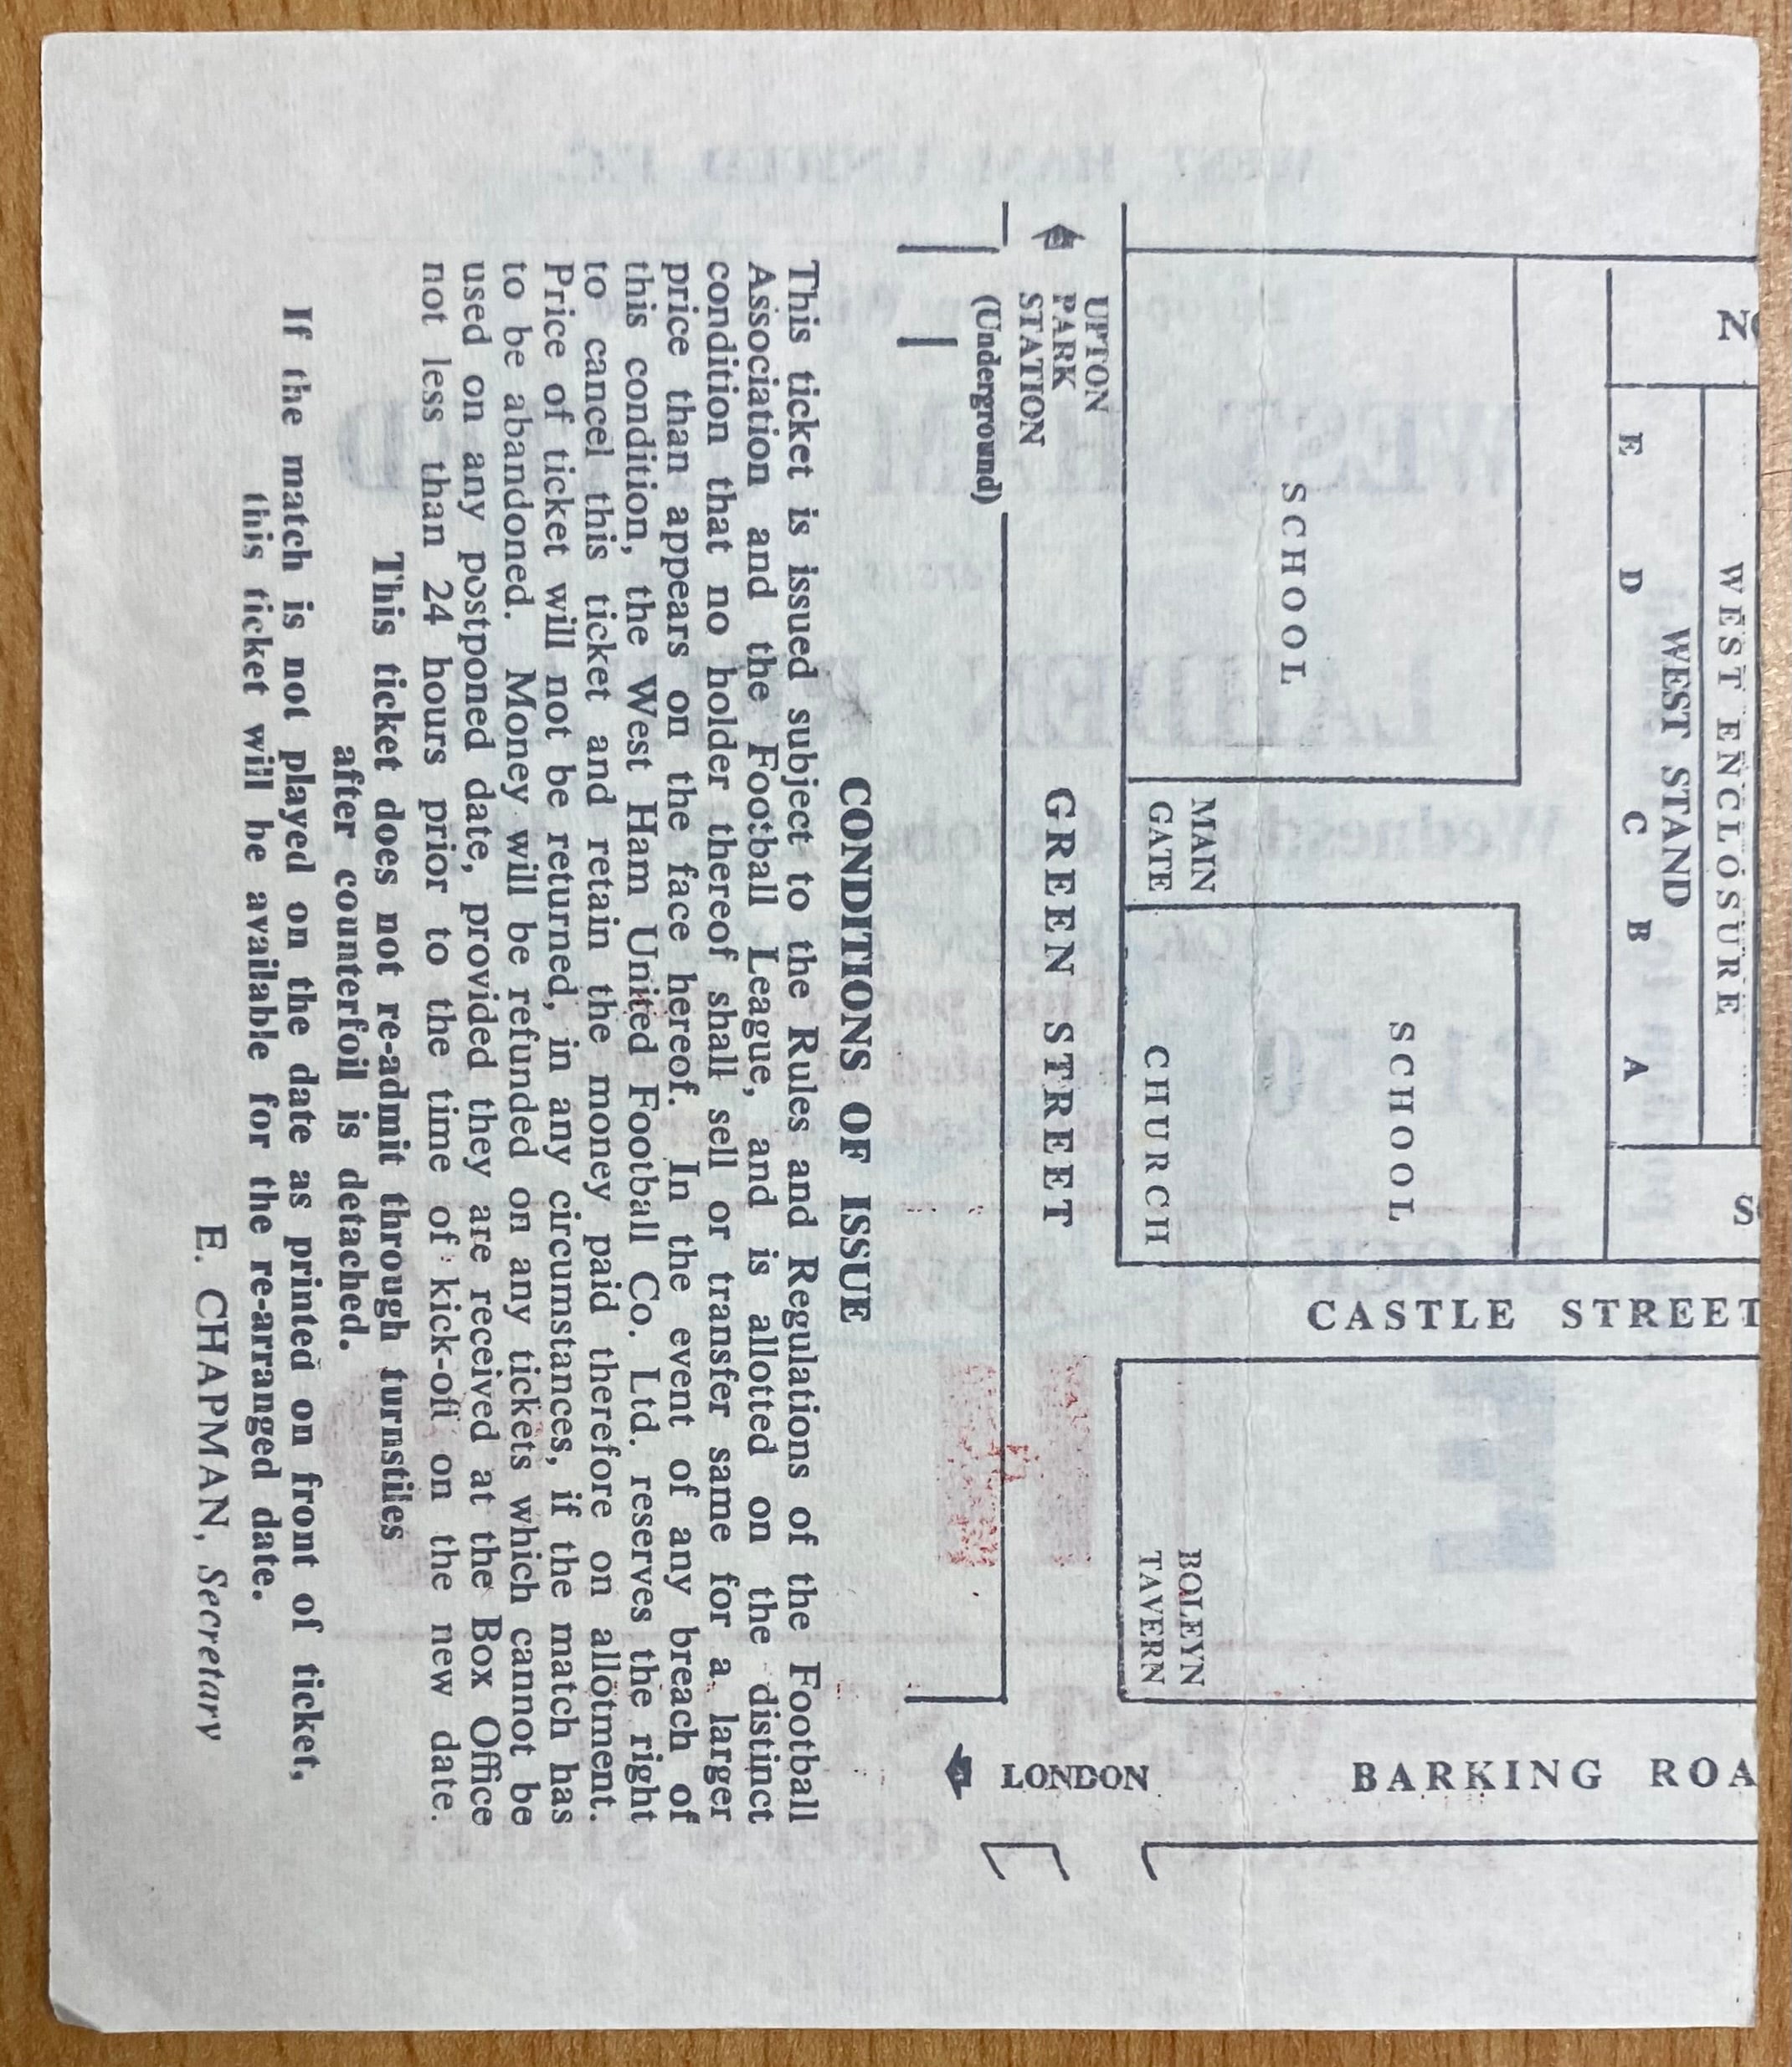 WEST ENCLOSURE
WEST STAND
E D C B A
CASTLE STREET
BARKING ROA
SCHOOL
SCHOOL
MAIN
GATE
CHURCH
BOLEYN
TAVERN
UPTON
PARK
STATION
(Underground)
GREEN STREET
LONDON
CONDITIONS OF ISSUE
This ticket is issued subject to the Rules and Regulations of the Football
Association and the Football League, and is allotted on the distinct
condition that no holder thereof shall sell or transfer same for a larger
price than appears on the face hereof. In the event of any breach of
this condition, the West Ham United Football Co. Ltd. reserves the right
to cancel this ticket and retain the money paid therefore on allotment.
Price of ticket will not be returned, in any circumstances, if the match has
to be abandoned. Money will be refunded on any tickets which cannot be
used on any postponed date, provided they are received at the Box Office
not less than 24 hours prior to the time of kick-off on the new date.
This ticket does not re-admit through turnstiles
after counterfoil is detached.
If the match is not played on the date as printed on front of ticket,
this ticket will be available for the re-arranged date.
E. CHAPMAN, Secretary